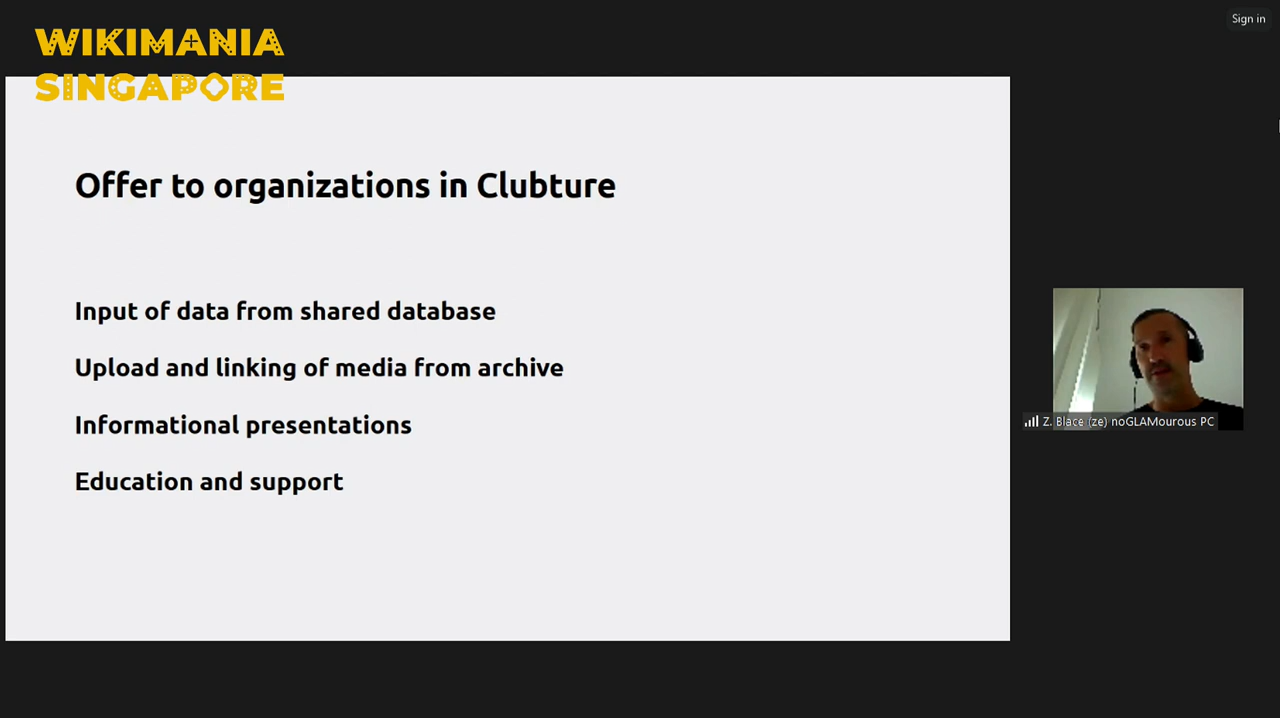 Sign in
WIKIMANIA
SINGAPORE
Offer to organizations in Clubture
Input of data from shared database
Upload and linking of media from archive
Informational presentations
Education and support
Z. Blace (ze) noGLAMourous PC